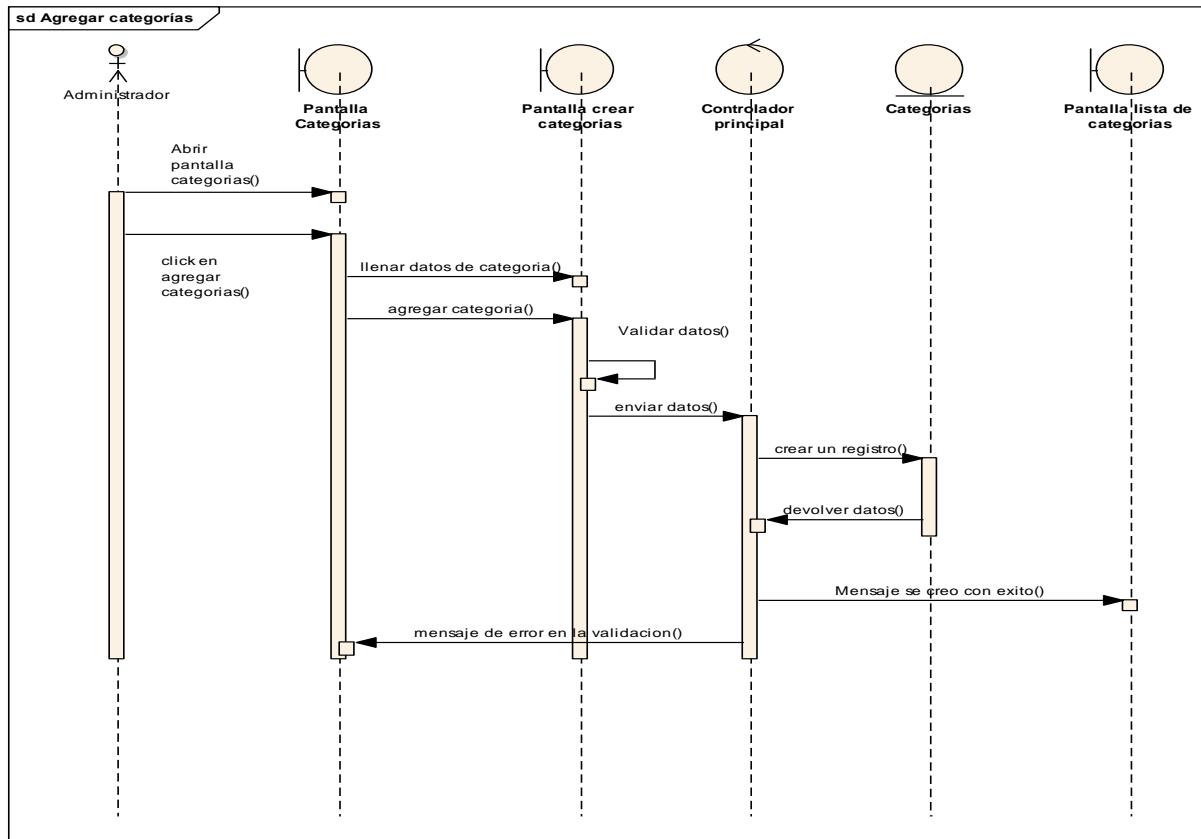 sd Agregar categorías
Administrador
Pantalla
Categorias
Pantalla crear
categorias
Controlador
principal
Categorias
Pantalla lista de
categorias
Abrir
pantalla
categorias()
click en
agregar
categorias()
llenar datos de categoria()
agregar categoria()
Validar datos()
enviar datos()
crear un registro()
devolver datos()
Mensaje se creo con exito()
mensaje de error en la validacion()